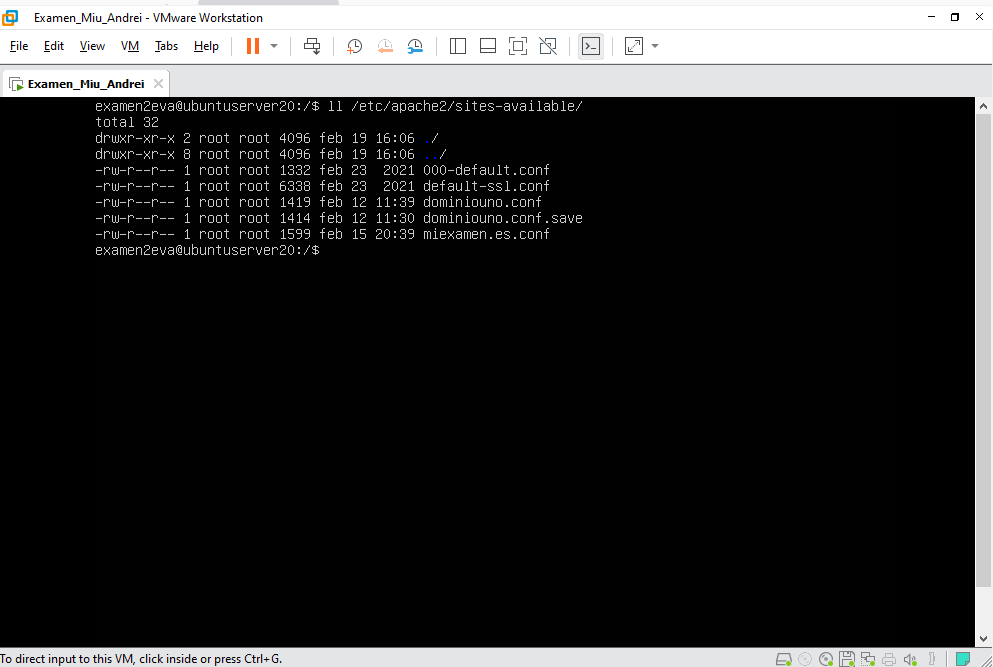 Examen_Miu_Andrei - VMware Workstation
File Edit View VM Tabs Help
Examen_Miu_Andrei
examen2eva@ubuntuserver20:/$ ll /etc/apache2/sites-available/
total 32
drwxr-xr-x 2 root root 4096 feb 19 16:06 ./
drwxr-xr-x 8 root root 4096 feb 19 16:06 ../
-rw-r--r-- 1 root root 1332 feb 23  2021 000-default.conf
-rw-r--r-- 1 root root 6338 feb 23  2021 default-ssl.conf
-rw-r--r-- 1 root root 1419 feb 12 11:39 dominiouno.conf
-rw-r--r-- 1 root root 1414 feb 12 11:30 dominiouno.conf.save
-rw-r--r-- 1 root root 1599 feb 15 20:39 miexamen.es.conf
examen2eva@ubuntuserver20:/$
To direct input to this VM, click inside or press Ctrl+G.